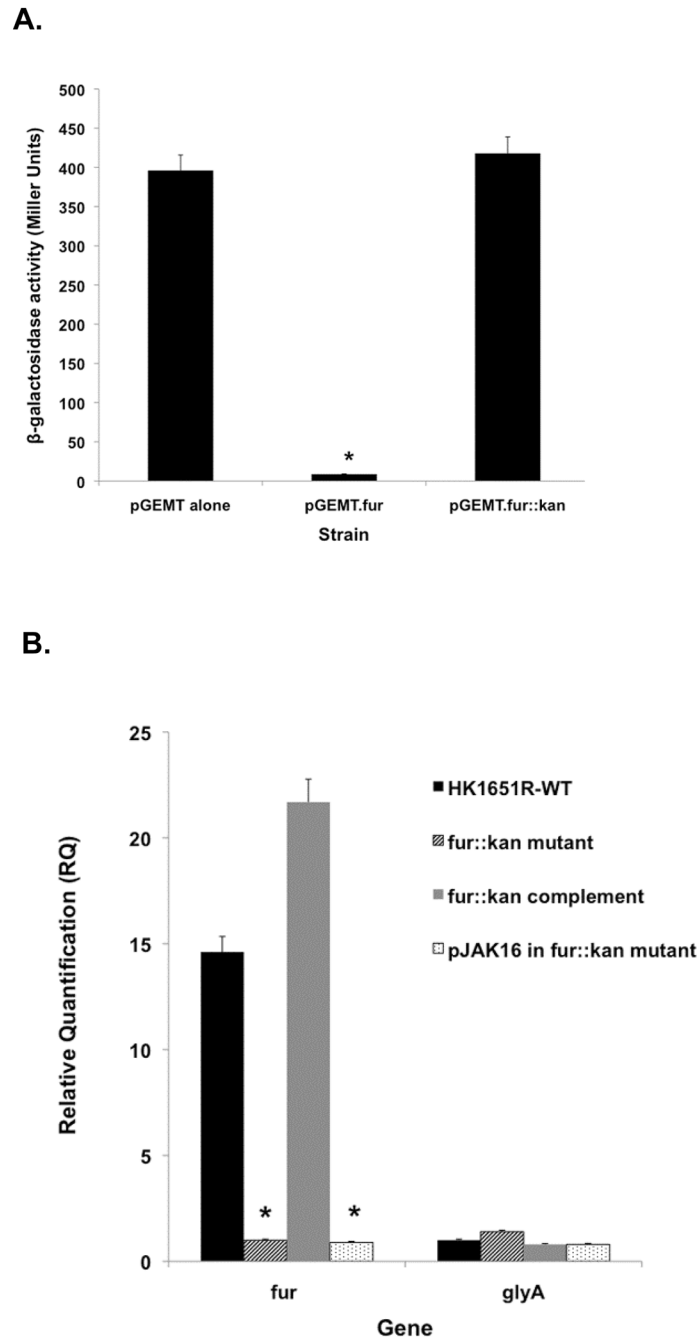 A.
500
450
400
350
300
250
200
150
100
50
0
β-galactosidase activity (Miller Units)
*
pGEMT alone
pGEMT.fur
pGEMT.fur::kan
Strain
B.
25
20
15
10
5
0
Relative Quantification (RQ)
HK1651R-WT
fur::kan mutant
fur::kan complement
pJAK16 in fur::kan mutant
* *
fur
glyA
Gene